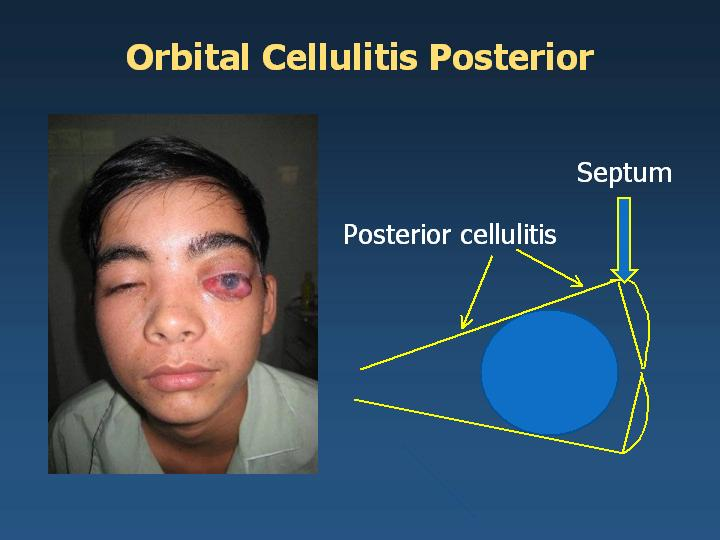 Orbital Cellulitis Posterior
Septum
Posterior cellulitis